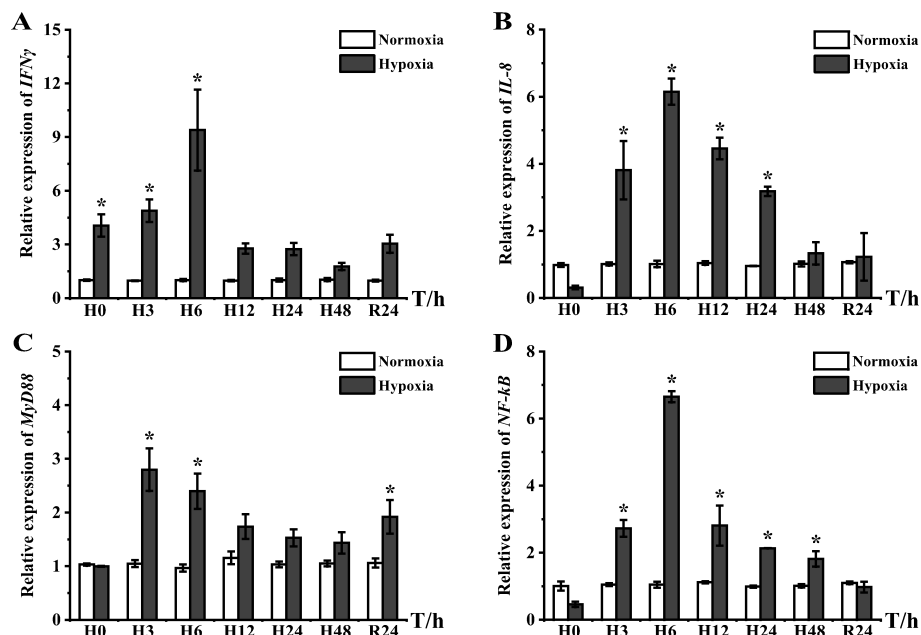 A
Relative expression of IFNγ
15
12
9
6
3
0
Normoxia
Hypoxia
*
*
*
H0 H3 H6 H12 H24 H48 R24 T/h
B
Relative expression of IL-8
8
6
4
2
0
Normoxia
Hypoxia
*
*
*
*
H0 H3 H6 H12 H24 H48 R24 T/h
C
Relative expression of MyD88
5
4
3
2
1
0
Normoxia
Hypoxia
*
*
*
H0 H3 H6 H12 H24 H48 R24 T/h
D
Relative expression of NF-kB
8
6
4
2
0
Normoxia
Hypoxia
*
*
*
*
*
H0 H3 H6 H12 H24 H48 R24 T/h